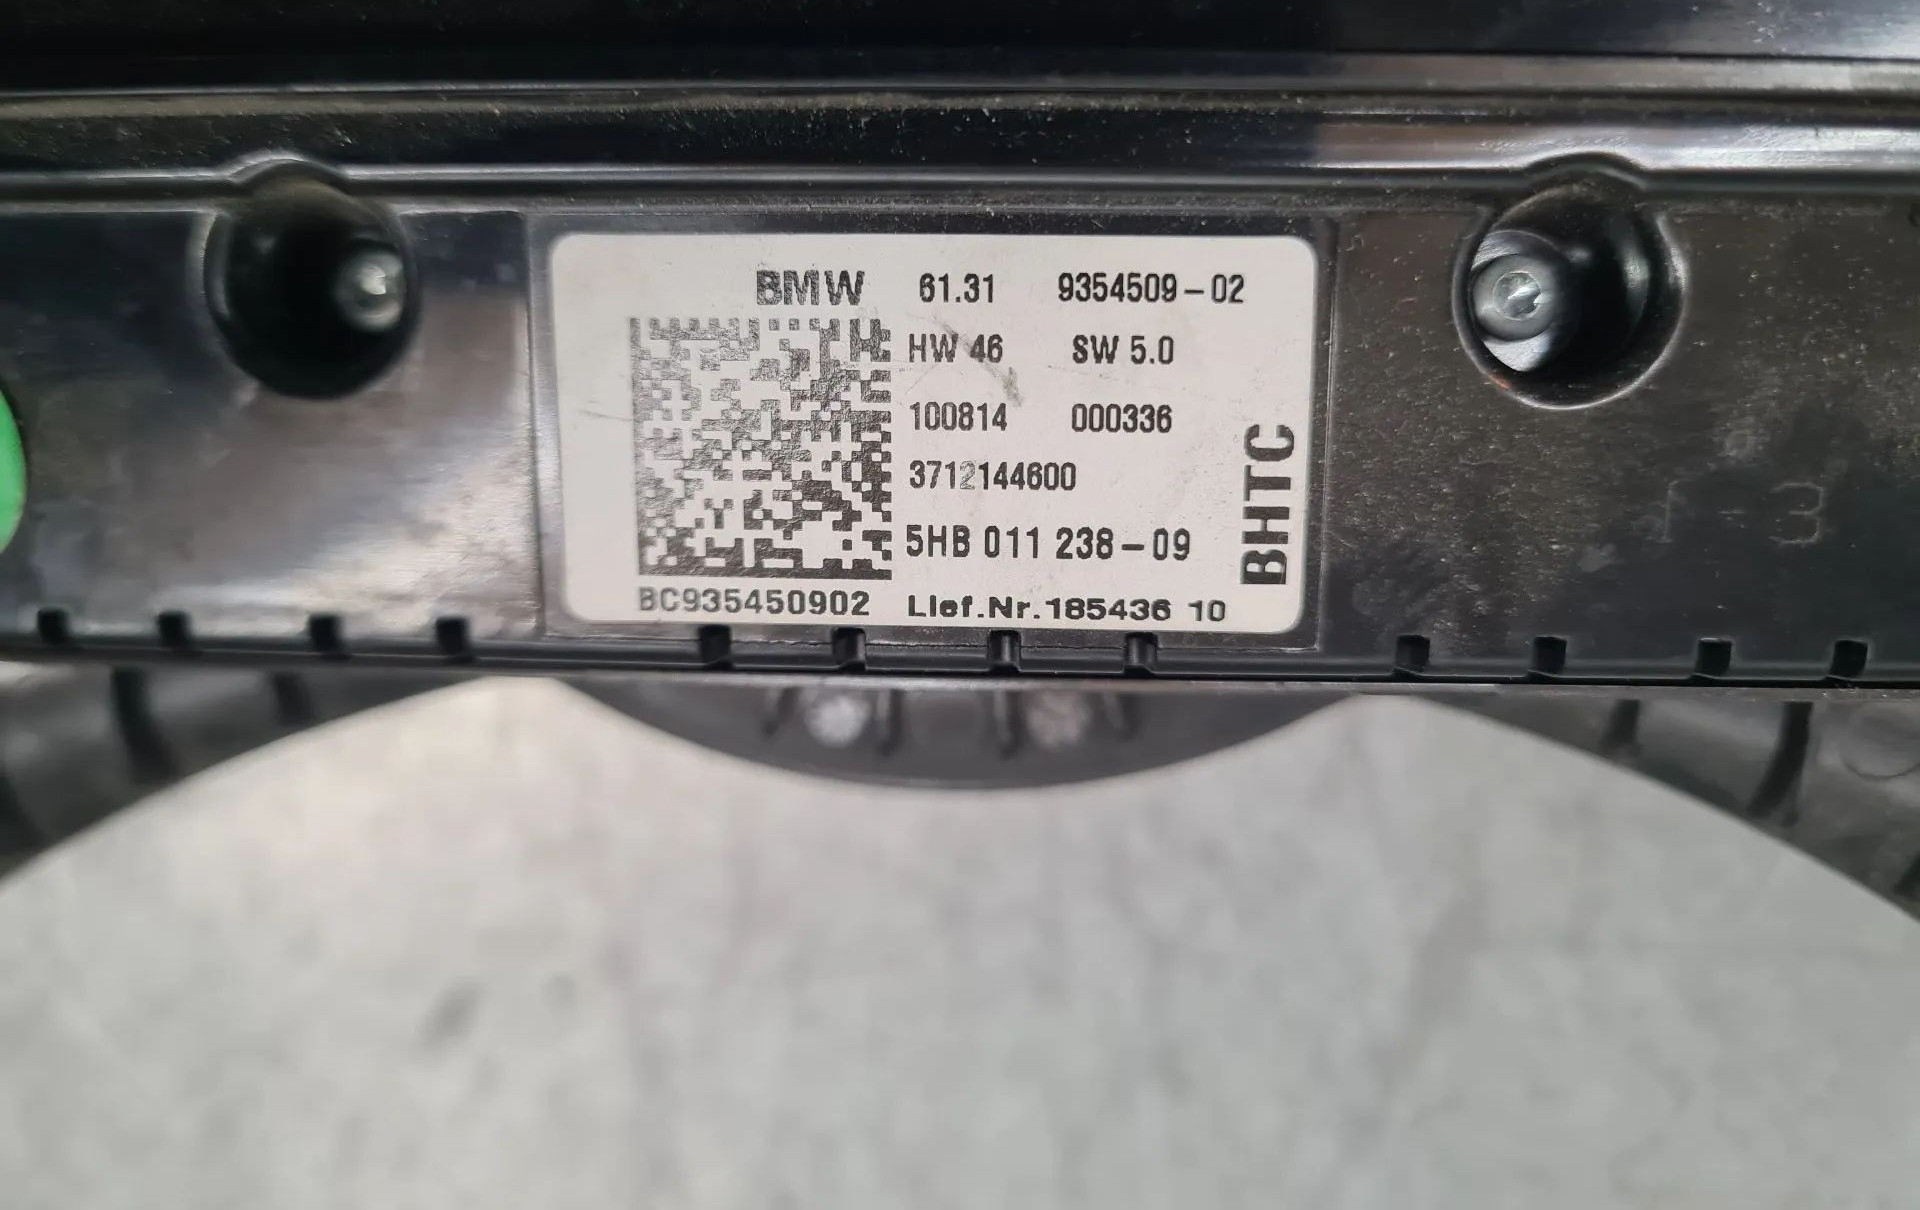 BMW 61.31 9354509-02
HW 46 SW 5.0
100814 000336
3712144600
5HB 011 238-09
BHTC
BC935450902 Lief.Nr.185436 10